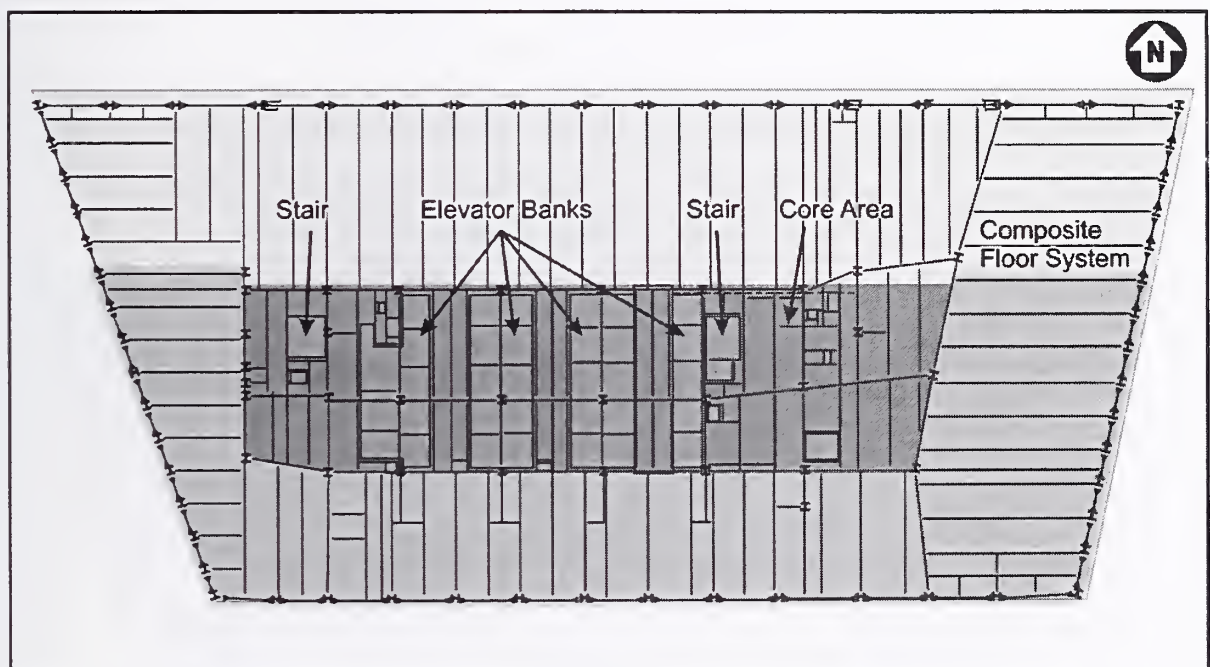 N
Stair
Elevator Banks
Stair
Core Area
Composite
Floor System